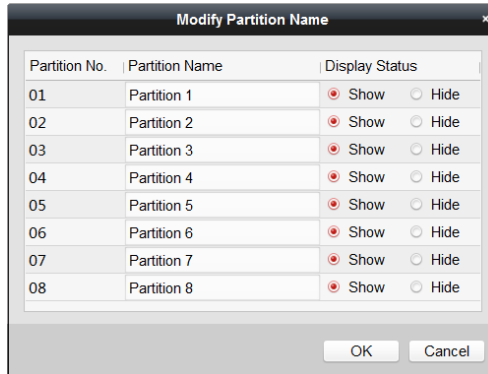 Modify Partition Name ×
Partition No. Partition Name Display Status
01 Partition 1 Show Hide
02 Partition 2 Show Hide
03 Partition 3 Show Hide
04 Partition 4 Show Hide
05 Partition 5 Show Hide
06 Partition 6 Show Hide
07 Partition 7 Show Hide
08 Partition 8 Show Hide
OK Cancel